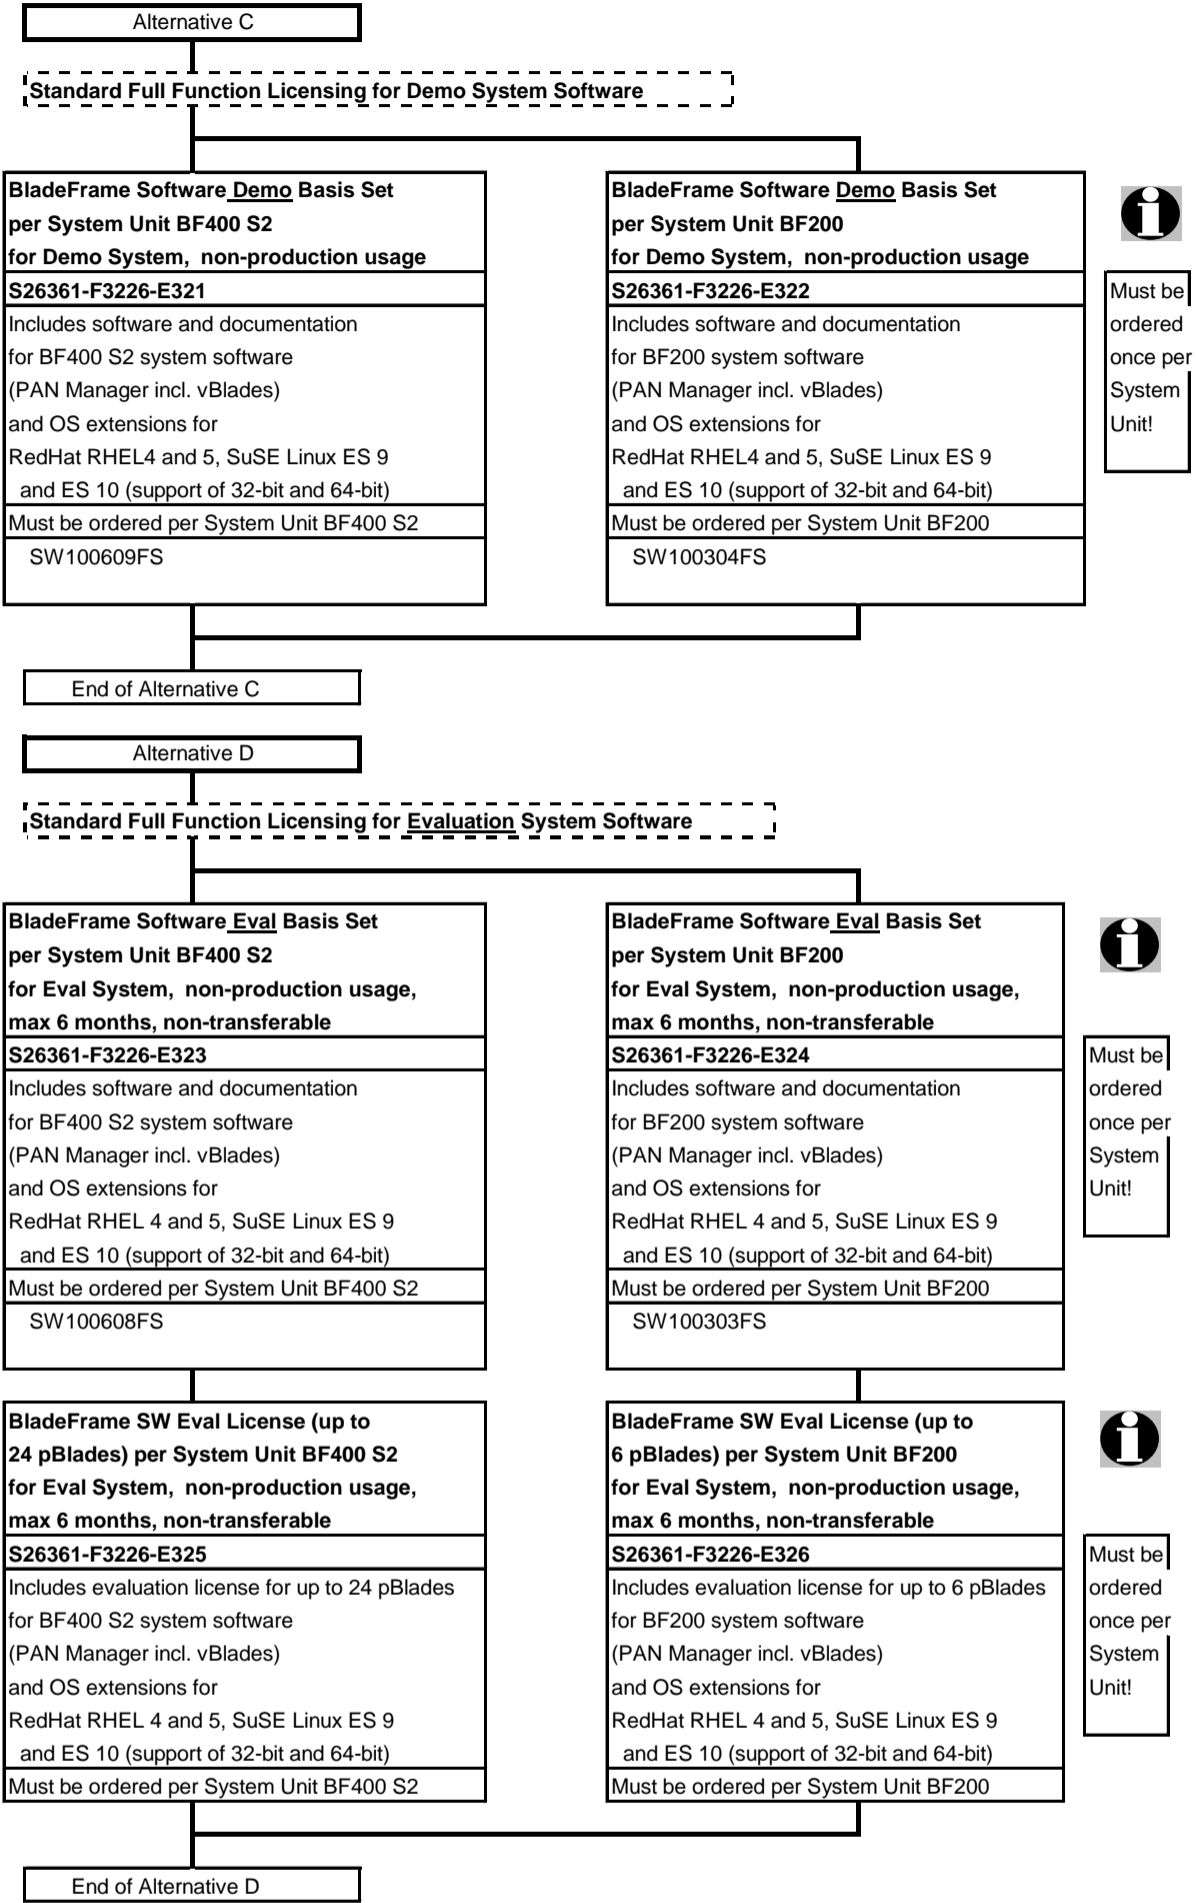 Alternative C
Standard Full Function Licensing for Demo System Software
BladeFrame Software Demo Basis Set
per System Unit BF400 S2
for Demo System,  non-production usage
S26361-F3226-E321
Includes software and documentation
for BF400 S2 system software
(PAN Manager incl. vBlades)
and OS extensions for
RedHat RHEL4 and 5, SuSE Linux ES 9
and ES 10 (support of 32-bit and 64-bit)
Must be ordered per System Unit BF400 S2
SW100609FS
BladeFrame Software Demo Basis Set
per System Unit BF200
for Demo System,  non-production usage
S26361-F3226-E322
Includes software and documentation
for BF200 system software
(PAN Manager incl. vBlades)
and OS extensions for
RedHat RHEL4 and 5, SuSE Linux ES 9
and ES 10 (support of 32-bit and 64-bit)
Must be ordered per System Unit BF200
SW100304FS
Must be
ordered
once per
System
Unit!
End of Alternative C
Alternative D
Standard Full Function Licensing for Evaluation System Software
BladeFrame Software Eval Basis Set
per System Unit BF400 S2
for Eval System,  non-production usage,
max 6 months, non-transferable
S26361-F3226-E323
Includes software and documentation
for BF400 S2 system software
(PAN Manager incl. vBlades)
and OS extensions for
RedHat RHEL 4 and 5, SuSE Linux ES 9
and ES 10 (support of 32-bit and 64-bit)
Must be ordered per System Unit BF400 S2
SW100608FS
BladeFrame Software Eval Basis Set
per System Unit BF200
for Eval System,  non-production usage,
max 6 months, non-transferable
S26361-F3226-E324
Includes software and documentation
for BF200 system software
(PAN Manager incl. vBlades)
and OS extensions for
RedHat RHEL 4 and 5, SuSE Linux ES 9
and ES 10 (support of 32-bit and 64-bit)
Must be ordered per System Unit BF200
SW100303FS
Must be
ordered
once per
System
Unit!
BladeFrame SW Eval License (up to
24 pBlades) per System Unit BF400 S2
for Eval System,  non-production usage,
max 6 months, non-transferable
S26361-F3226-E325
Includes evaluation license for up to 24 pBlades
for BF400 S2 system software
(PAN Manager incl. vBlades)
and OS extensions for
RedHat RHEL 4 and 5, SuSE Linux ES 9
and ES 10 (support of 32-bit and 64-bit)
Must be ordered per System Unit BF400 S2
BladeFrame SW Eval License (up to
6 pBlades) per System Unit BF200
for Eval System,  non-production usage,
max 6 months, non-transferable
S26361-F3226-E326
Includes evaluation license for up to 6 pBlades
for BF200 system software
(PAN Manager incl. vBlades)
and OS extensions for
RedHat RHEL 4 and 5, SuSE Linux ES 9
and ES 10 (support of 32-bit and 64-bit)
Must be ordered per System Unit BF200
Must be
ordered
once per
System
Unit!
End of Alternative D